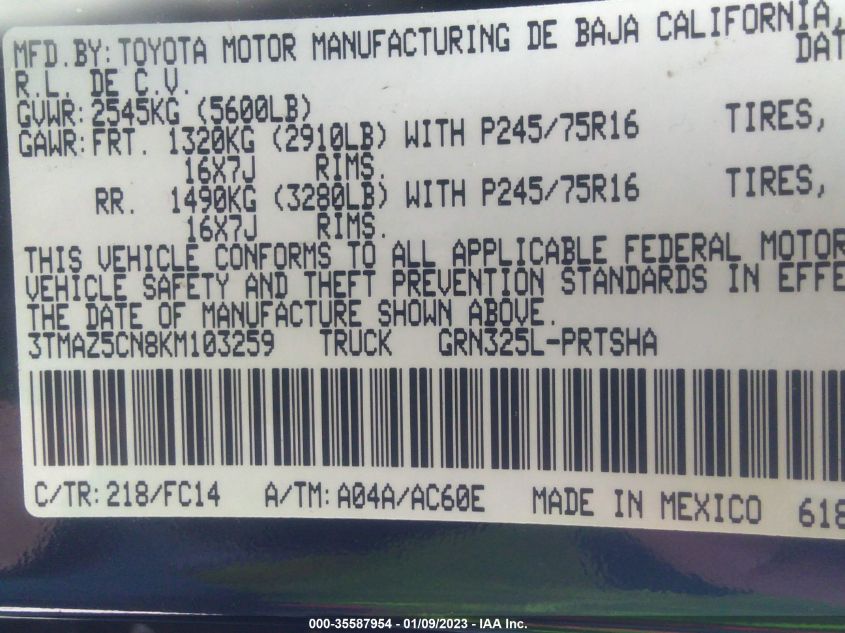 MFD.BY: TOYOTA MOTOR MANUFACTURING DE BAJA CALIFORNIA,
R.L. DE C.V. DAT
GVWR: 2545KG (5600LB)
GAWR: FRT. 1320KG (2910LB) WITH P245/75R16 TIRES,
16X7J RIMS.
RR. 1490KG (3280LB) WITH P245/75R16 TIRES,
16X7J RIMS.
THIS VEHICLE CONFORMS TO ALL APPLICABLE FEDERAL MOTOR
VEHICLE SAFETY AND THEFT PREVENTION STANDARDS IN EFFE
THE DATE OF MANUFACTURE SHOWN ABOVE.
3TMAZ5CN8KM103259 TRUCK GRN325L-PRTSHA
C/TR: 218/FC14 A/TM: A04A/AC60E MADE IN MEXICO 618
000-35587954 - 01/09/2023 - IAA Inc.